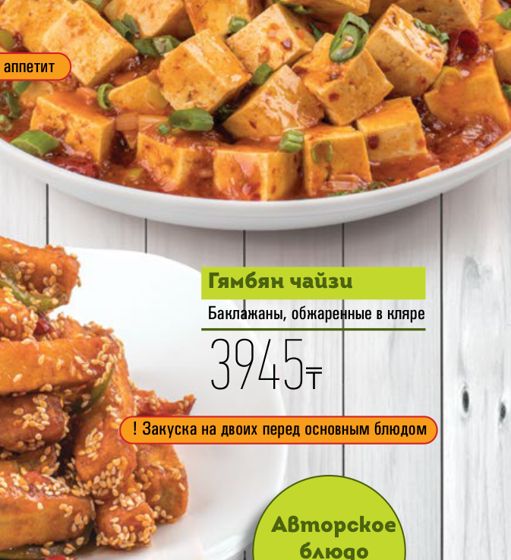 аппетит
Гямбян чайзи
Баклажаны, обжаренные в кляре
3945₸
! Закуска на двоих перед основным блюдом
Авторское
блюдо